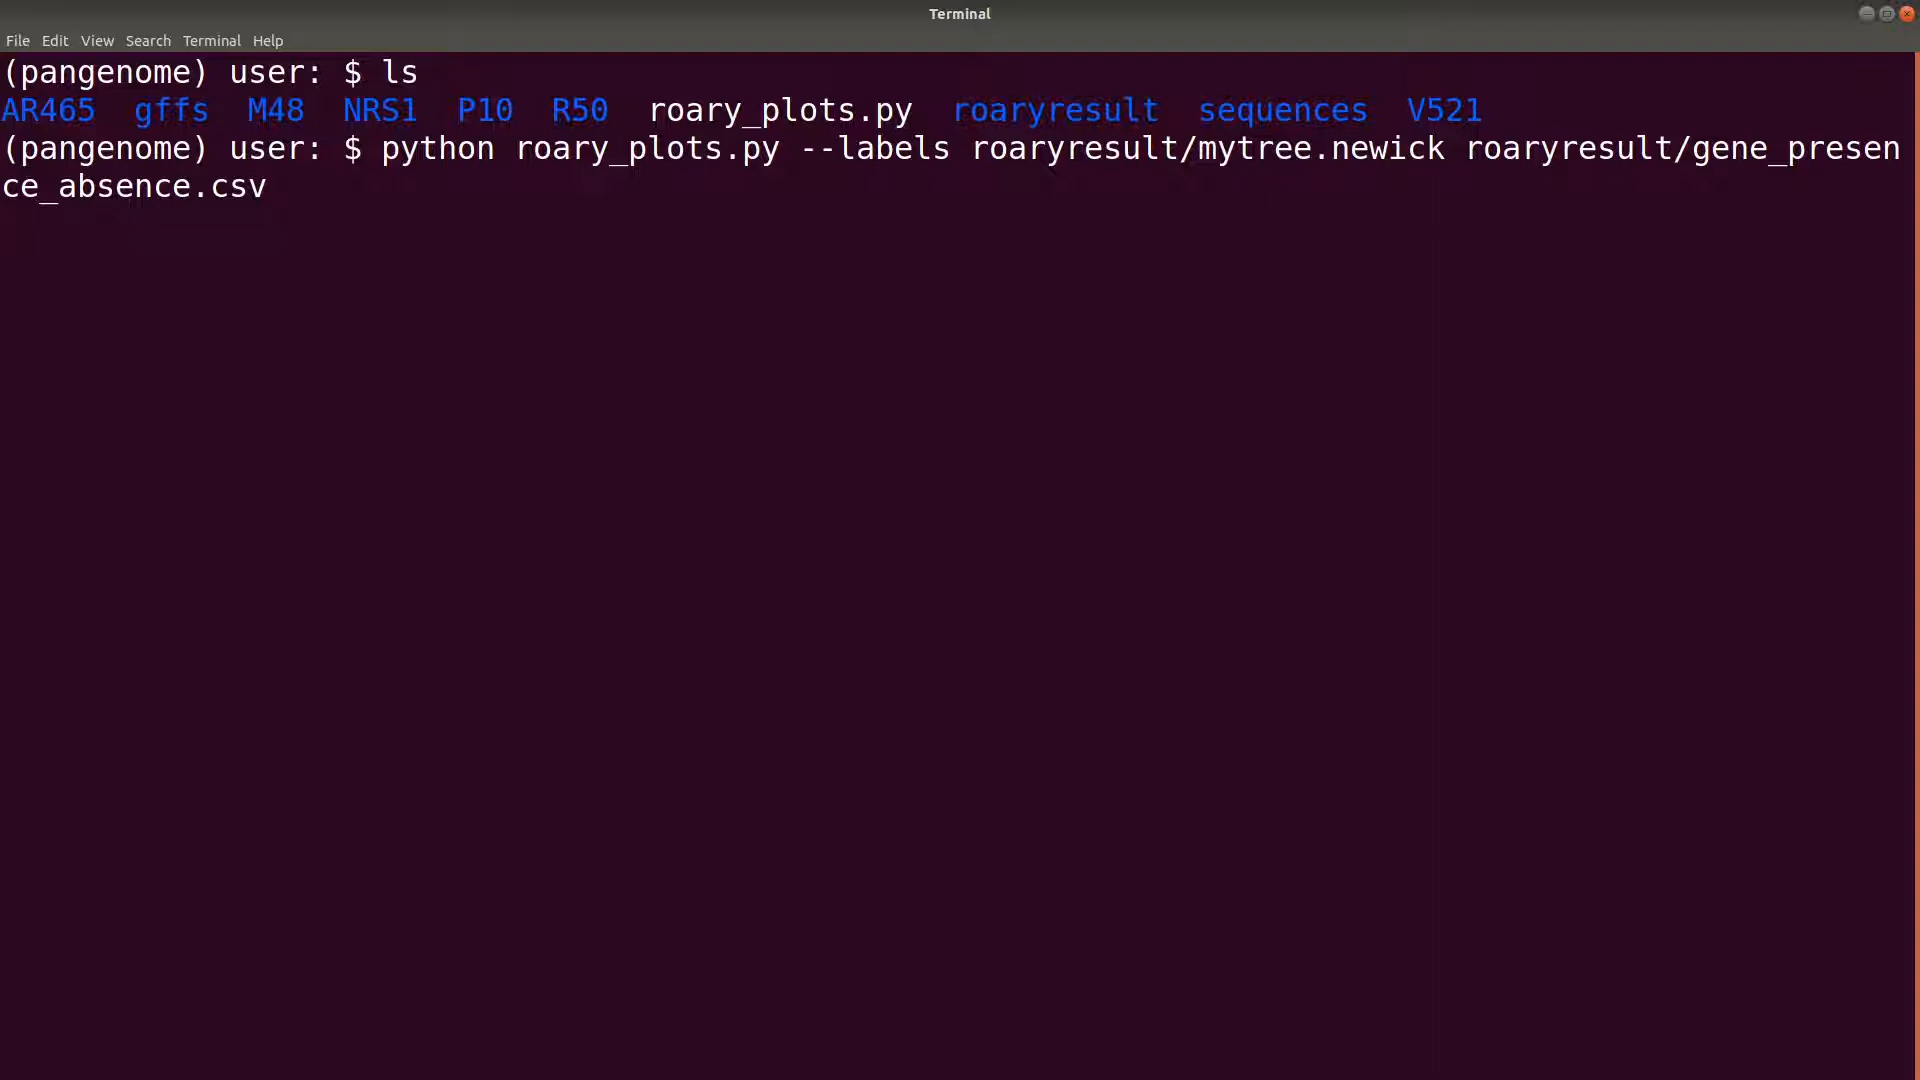 Terminal
File Edit View Search Terminal Help
(pangenome) user: $ ls
AR465 gffs M48 NRS1 P10 R50 roary_plots.py roaryresult sequences V521
(pangenome) user: $ python roary_plots.py --labels roaryresult/mytree.newick roaryresult/gene_presen
ce_absence.csv